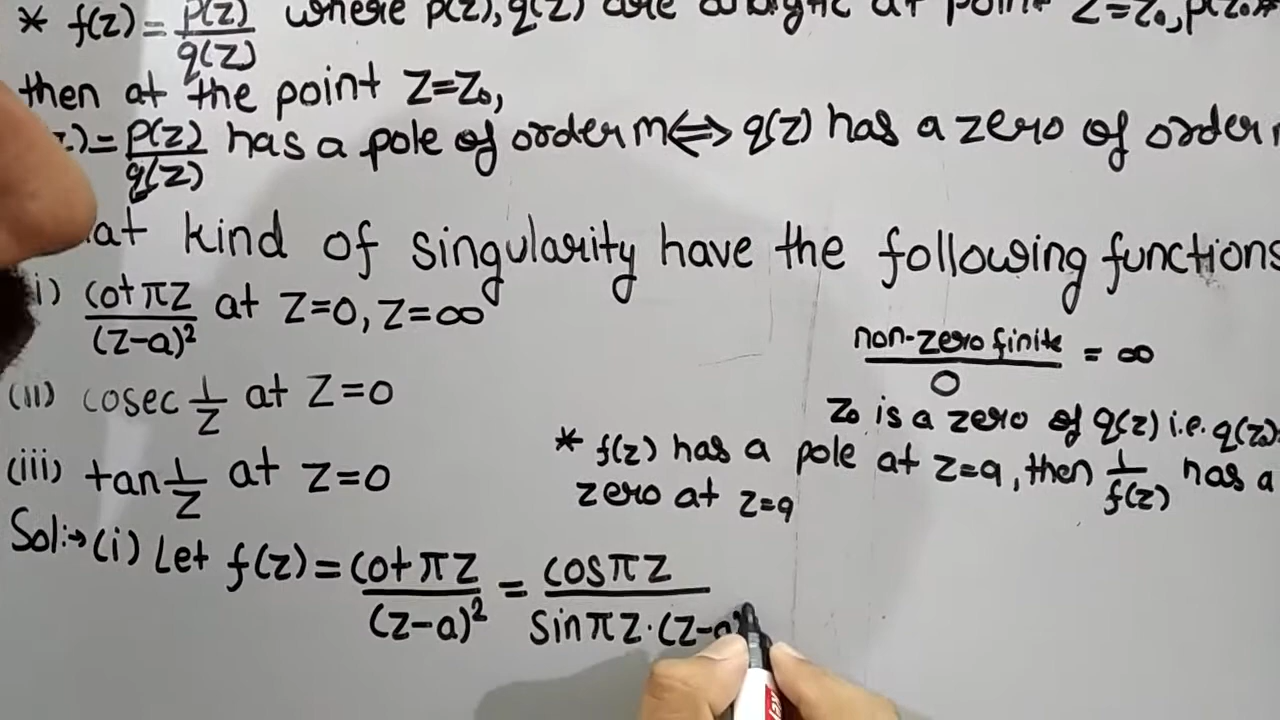 * f(z) = p(z)/q(z) where p(z), q(z) are analytic at point z=z₀, p(z₀)≠
then at the point z=z₀,
z) = p(z)/q(z) has a pole of order m ⇔ q(z) has a zero of order
at kind of singularity have the following functions
i) cot πz/(z-a)² at z=0, z=∞
(ii) cosec 1/z at z=0
(iii) tan 1/z at z=0
non-zero finite/0 = ∞
z₀ is a zero of q(z) i.e. q(z₀)
* f(z) has a pole at z=a, then 1/f(z) has a
zero at z=a
Sol:→ (i) Let f(z) = cot πz/(z-a)² = cos πz/sin πz·(z-a)